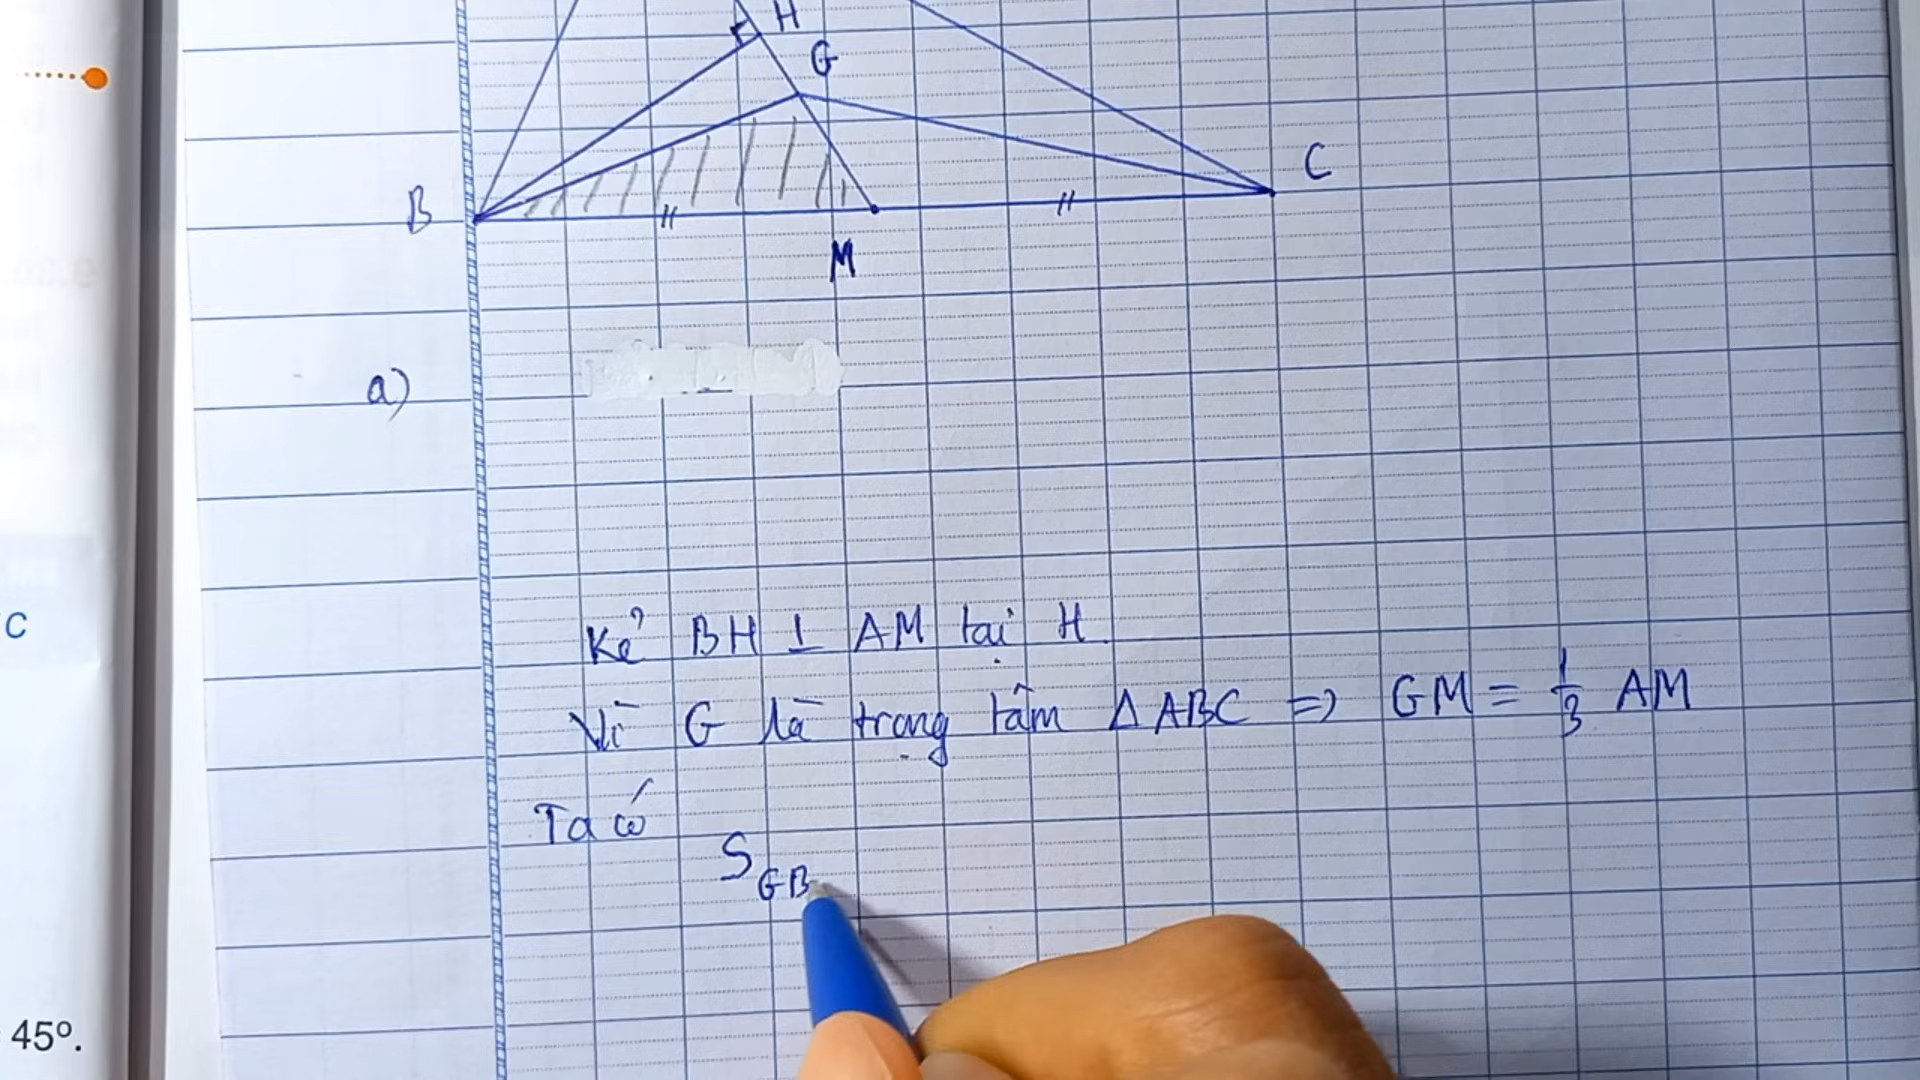 H
G
C
B
M
a)
Kẻ BH ⊥ AM tại H.
Vì G là trọng tâm Δ ABC => GM = 1/3 AM
Ta có
S GB
C
45°.